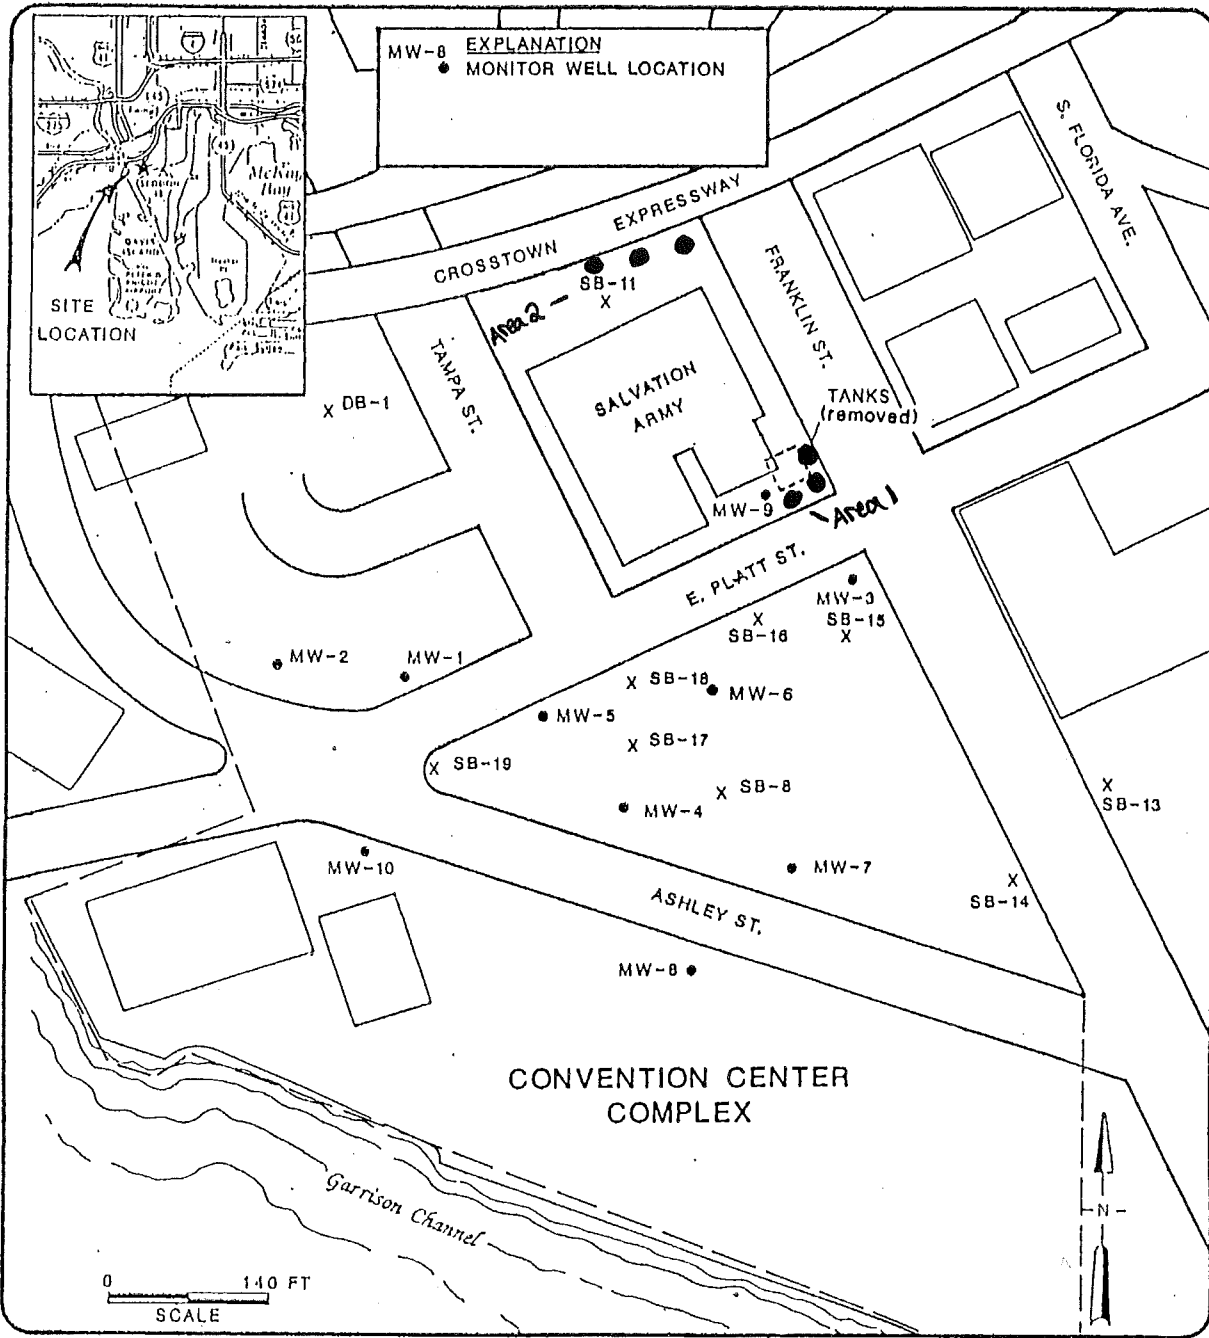 EXPLANATION
MW-8
MONITOR WELL LOCATION
McKay
Bay
DAVIS
ISLAND
SITE
LOCATION
S. FLORIDA AVE.
CROSSTOWN EXPRESSWAY
FRANKLIN ST.
TAMPA ST.
SB-11
X
Area 2 –
SALVATION
ARMY
TANKS
(removed)
X DB-1
MW-9
Area 1
E. PLATT ST.
MW-3
SB-15
X
X
SB-16
MW-2
MW-1
X SB-18
MW-6
MW-5
X SB-17
X SB-19
X SB-8
MW-4
X
SB-13
MW-10
MW-7
X
SB-14
ASHLEY ST.
MW-8
CONVENTION CENTER
COMPLEX
Garrison Channel
N
0 140 FT
SCALE